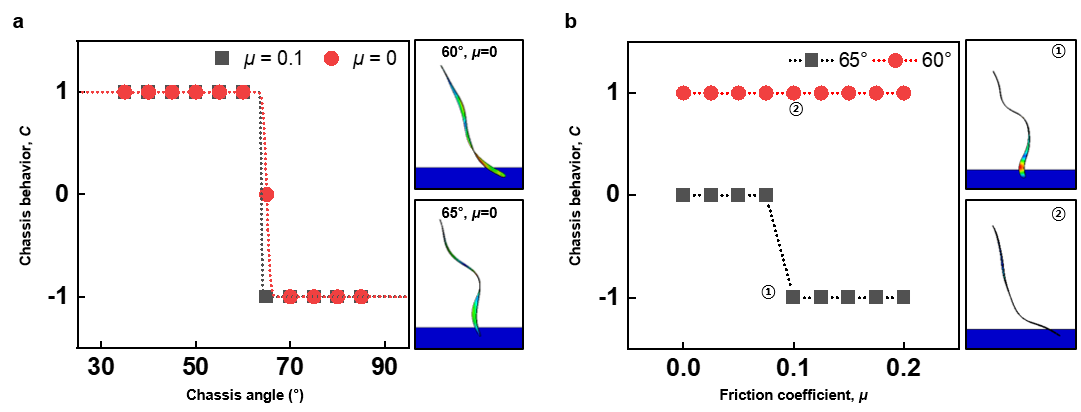 a
μ = 0.1 μ = 0
1
0
-1
30 50 70 90
Chassis behavior, C
Chassis angle (°)
60°, μ=0
65°, μ=0
b
65° 60°
1
0
-1
②
①
0.0 0.1 0.2
Chassis behavior, C
Friction coefficient, μ
①
②